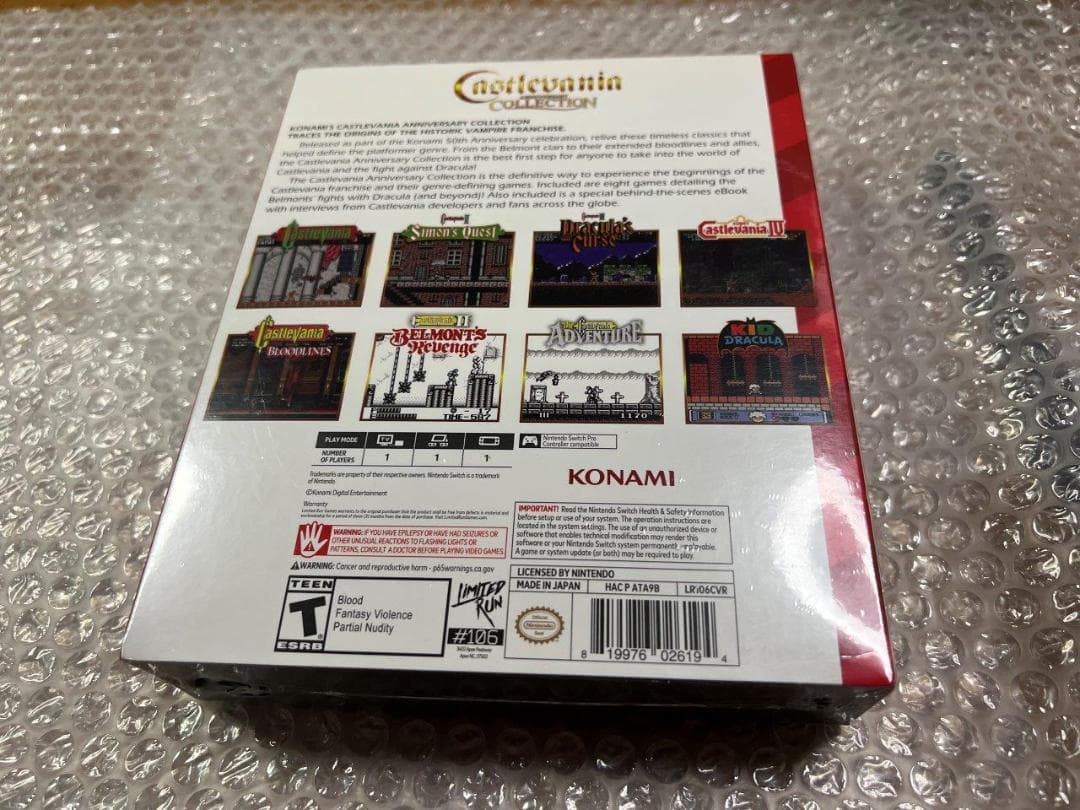 Castlevania
COLLECTION
KONAMI'S CASTLEVANIA ANNIVERSARY COLLECTION
TRACES THE ORIGINS OF THE HISTORIC VAMPIRE FRANCHISE.
Released as part of the Konami 50th Anniversary celebration, relive these timeless classics that
helped define the platformer genre. From the Belmont clan to their extended bloodlines and allies,
the Castlevania Anniversary Collection is the best first step for anyone to take into the world of
Castlevania and the fight against Dracula!
The Castlevania Anniversary Collection is the definitive way to experience the beginnings of the
Castlevania franchise and their genre-defining games. Included are eight games detailing the
Belmonts' fights with Dracula (and beyond)! Also included is a special behind-the-scenes eBook
with interviews from Castlevania developers and fans across the globe.
Castlevania
Simon's Quest
Dracula's
Curse
Castlevania IV
Castlevania
BLOODLINES
II
BELMONT'S
Revenge
TIME-507
The Castlevania
ADVENTURE
1170
KID
DRACULA
PLAY MODE
TV
NUMBER
OF PLAYERS
1
1
1
Nintendo Switch Pro
Controller compatible
Trademarks are property of their respective owners. Nintendo Switch is a trademark
of Nintendo.
©Konami Digital Entertainment
Warranty
KONAMI
WARNING: IF YOU HAVE EPILEPSY OR HAVE HAD SEIZURES OR
OTHER UNUSUAL REACTIONS TO FLASHING LIGHTS OR
PATTERNS, CONSULT A DOCTOR BEFORE PLAYING VIDEO GAMES.
WARNING: Cancer and reproductive harm - p65warnings.ca.gov
IMPORTANT! Read the Nintendo Switch Health & Safety Information
before setup or use of your system. The operation instructions are
located in the system settings. The use of an unauthorized device or
software that enables technical modification may render this
software or your Nintendo Switch system permanently
A game or system update (or both) may be required to play.
TEEN
T
ESRB
Blood
Fantasy Violence
Partial Nudity
LIMITED
RUN
#106
LICENSED BY NINTENDO
MADE IN JAPAN
HAC P ATA9B
LR106CVR
Official
Nintendo
Seal
8 19976 02619 4